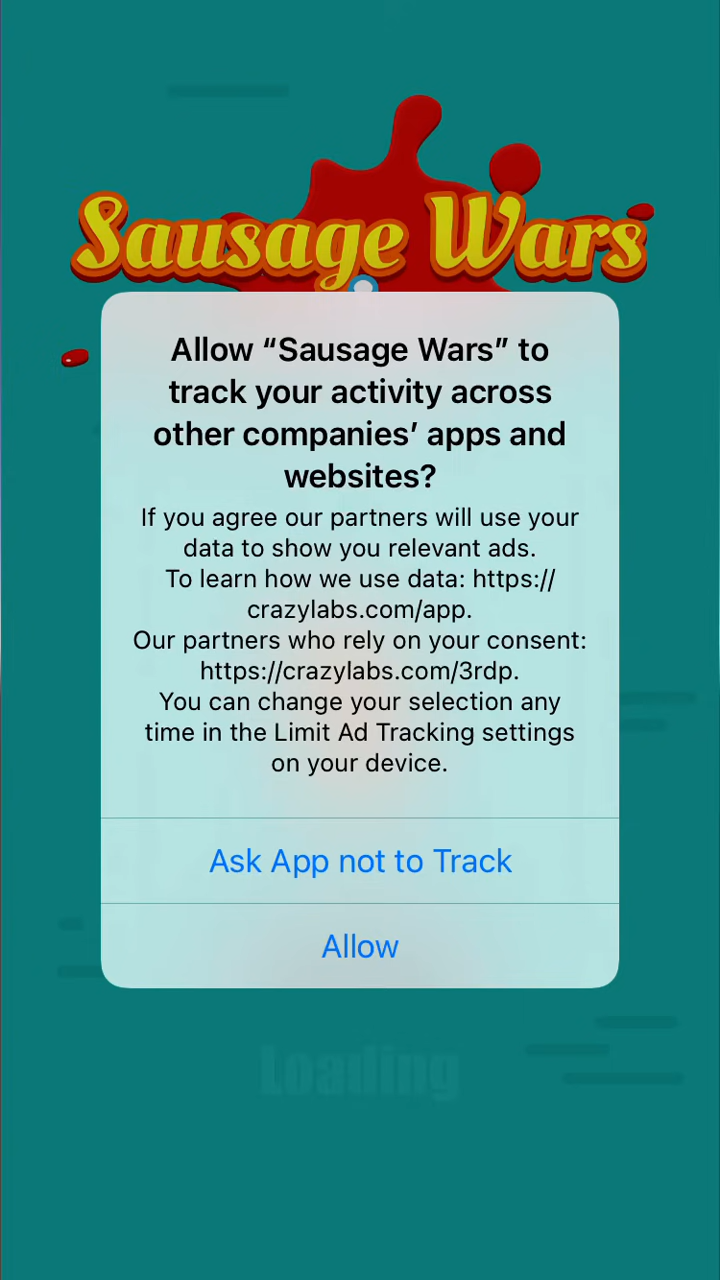 Sausage Wars
Allow “Sausage Wars” to
track your activity across
other companies’ apps and
websites?
If you agree our partners will use your
data to show you relevant ads.
To learn how we use data: https://
crazylabs.com/app.
Our partners who rely on your consent:
https://crazylabs.com/3rdp.
You can change your selection any
time in the Limit Ad Tracking settings
on your device.
Ask App not to Track
Allow
Loading